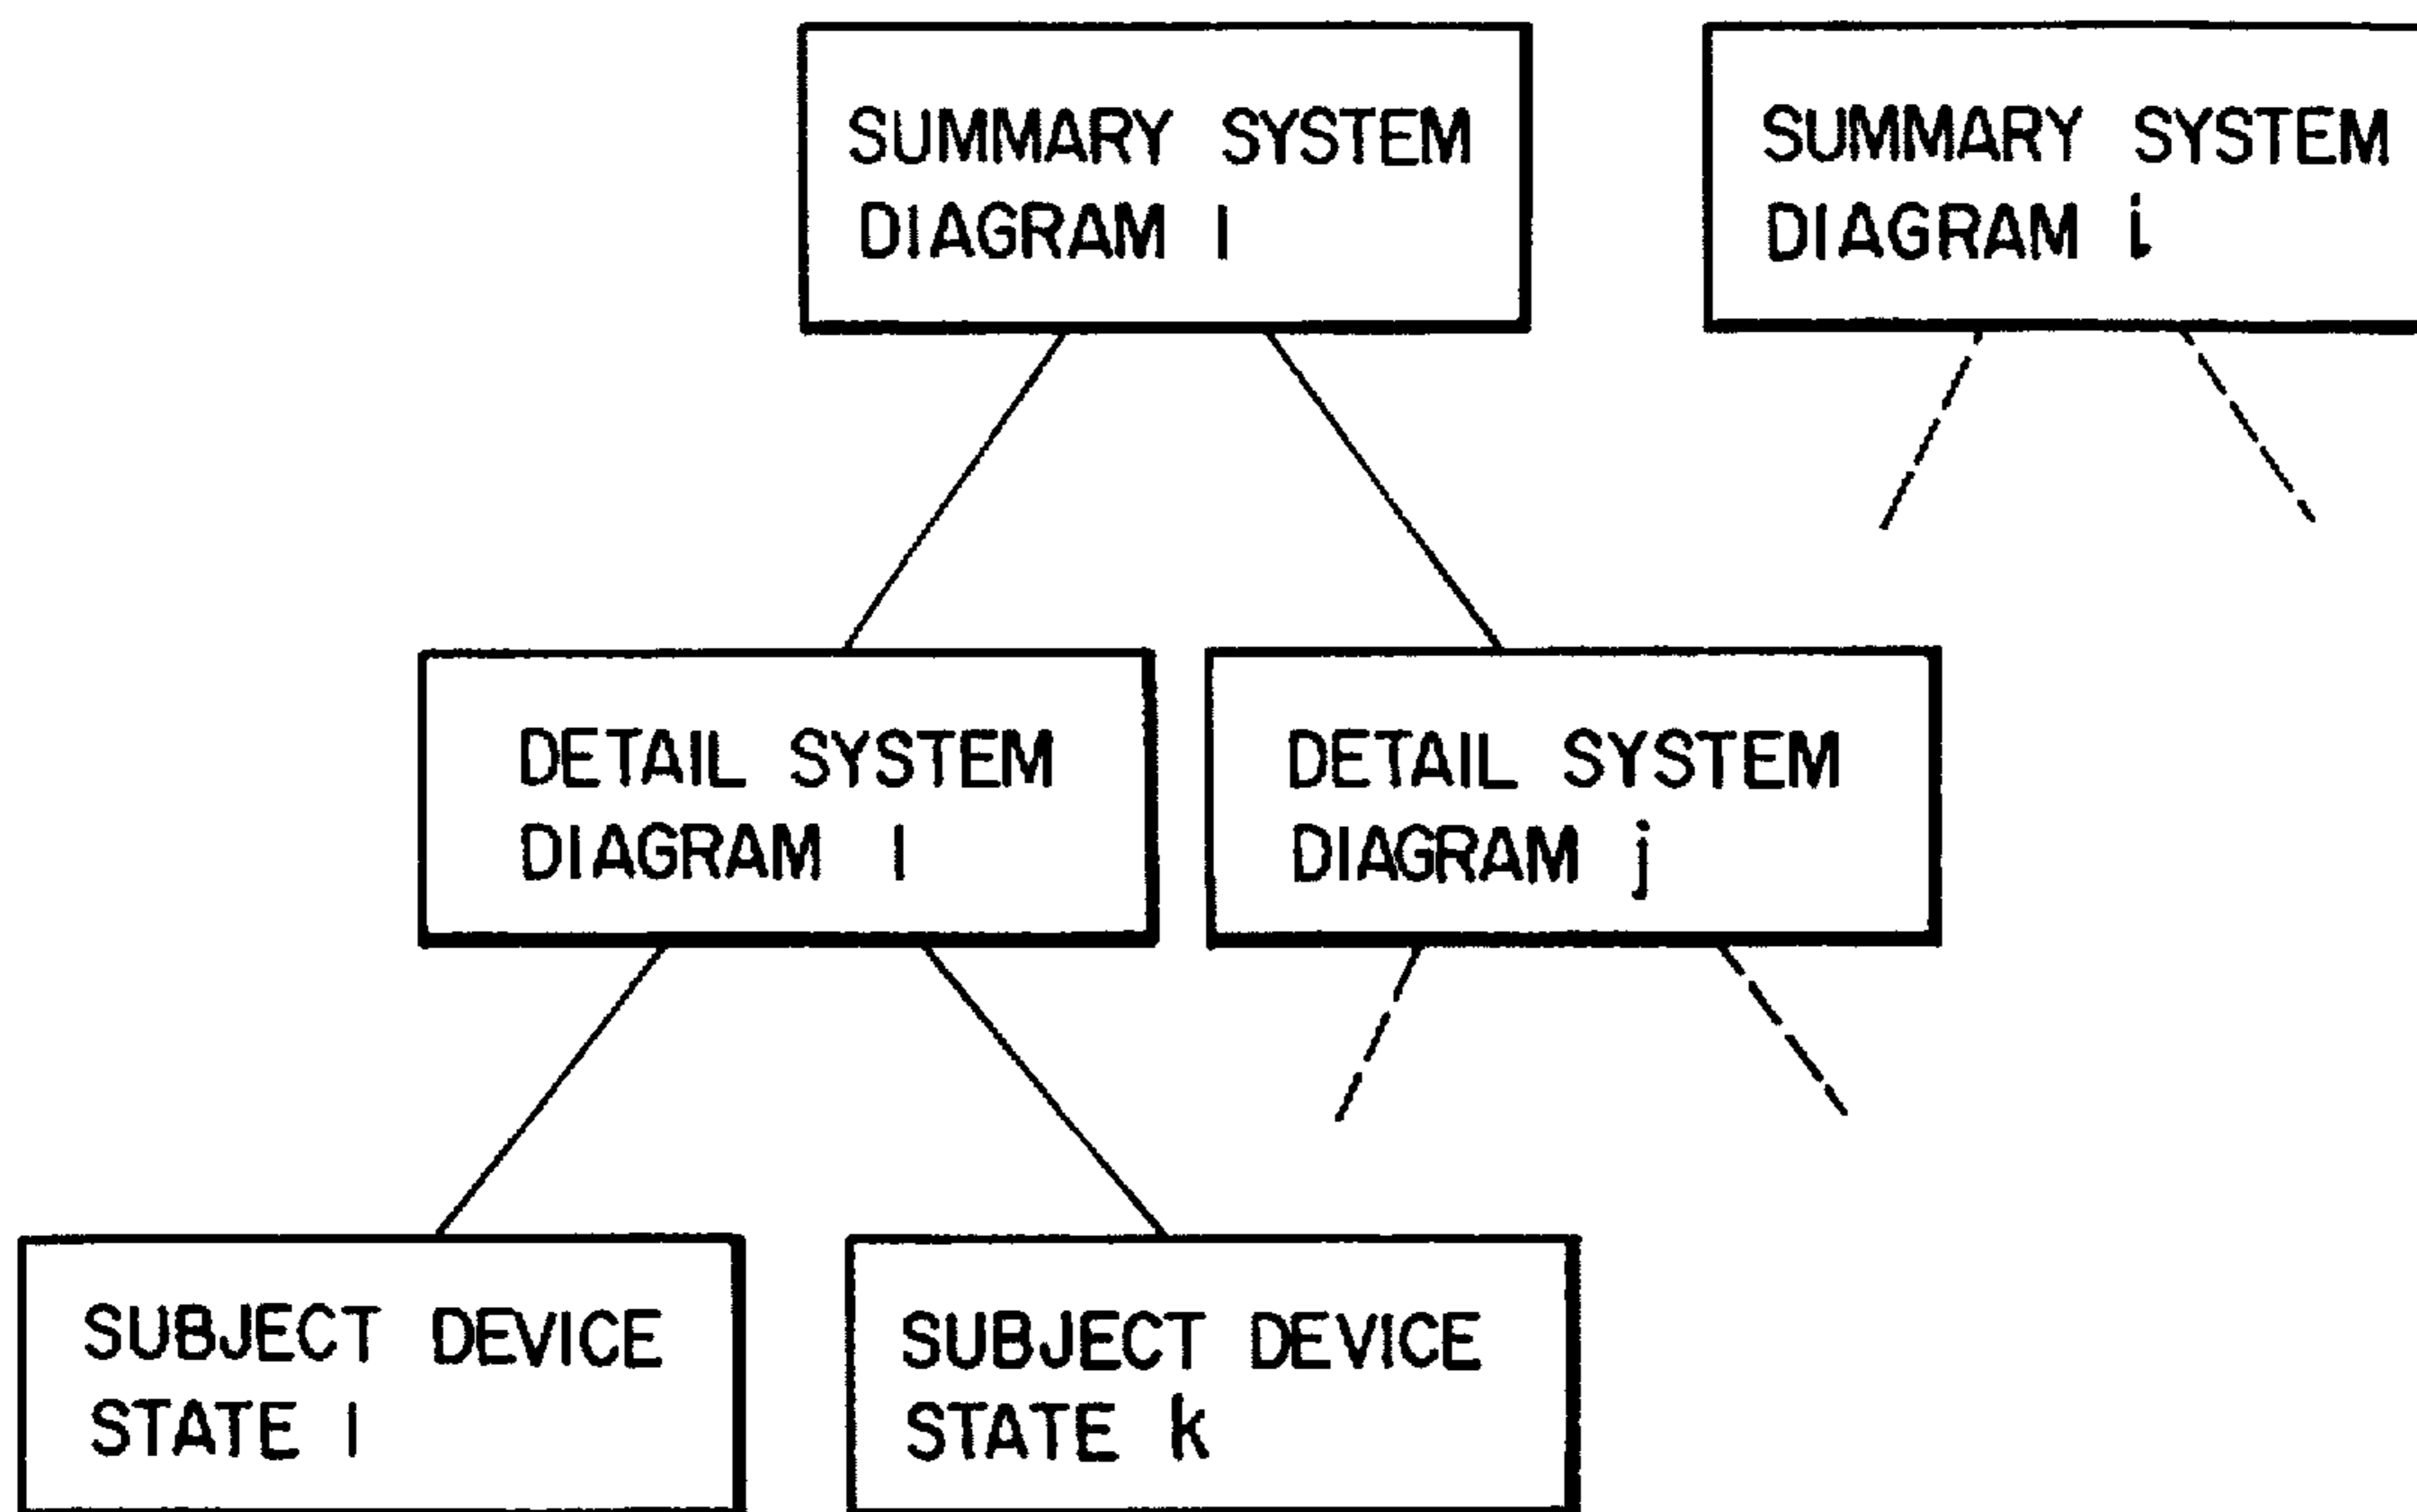 SUMMARY SYSTEM
DIAGRAM 1
SUMMARY SYSTEM
DIAGRAM i
DETAIL SYSTEM
DIAGRAM 1
DETAIL SYSTEM
DIAGRAM j
SUBJECT DEVICE
STATE 1
SUBJECT DEVICE
STATE k